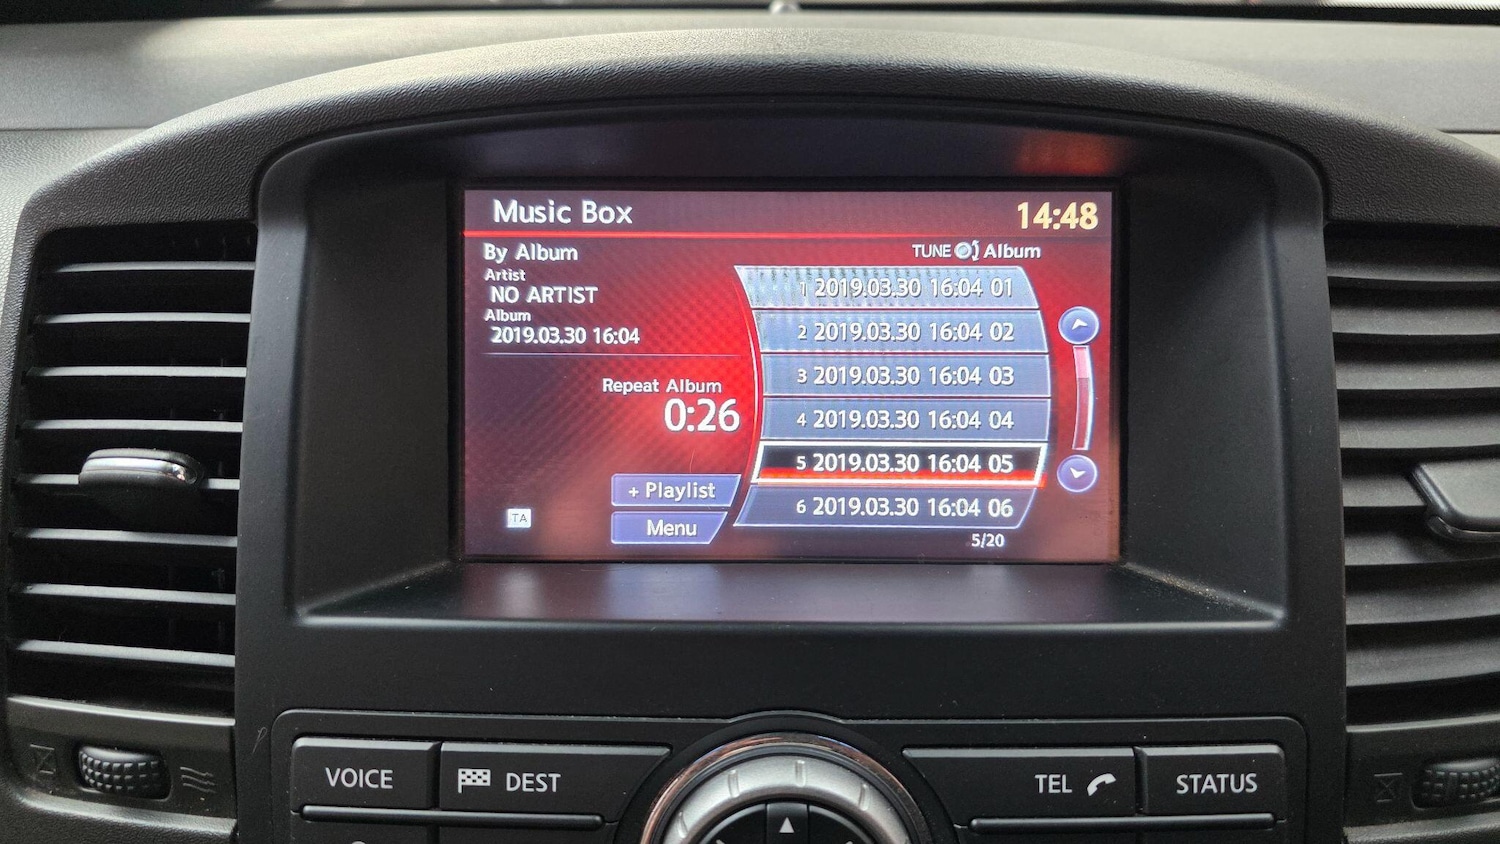 Music Box
14:48
By Album
TUNE Album
Artist
NO ARTIST
Album
2019.03.30 16:04
Repeat Album
0:26
1 2019.03.30 16:04 01
2 2019.03.30 16:04 02
3 2019.03.30 16:04 03
4 2019.03.30 16:04 04
5 2019.03.30 16:04 05
6 2019.03.30 16:04 06
+ Playlist
TA
Menu
5/20
VOICE
DEST
TEL
STATUS